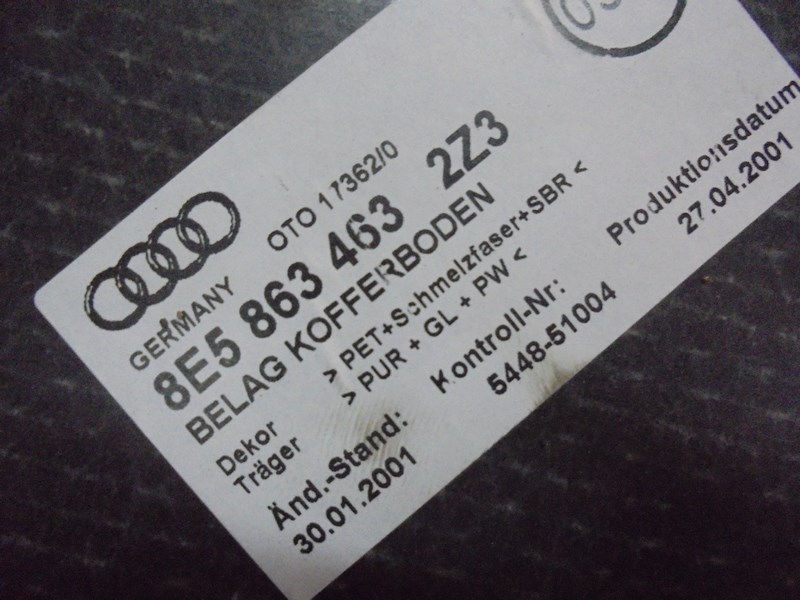 OTO 17362/0
GERMANY
8E5 863 463 2Z3
BELAG KOFFERBODEN
Dekor > PET+Schmelzfaser+SBR <
Träger > PUR + GL + PW <
Änd.-Stand: Kontroll-Nr: Produktionsdatum
30.01.2001 5448-51004 27.04.2001